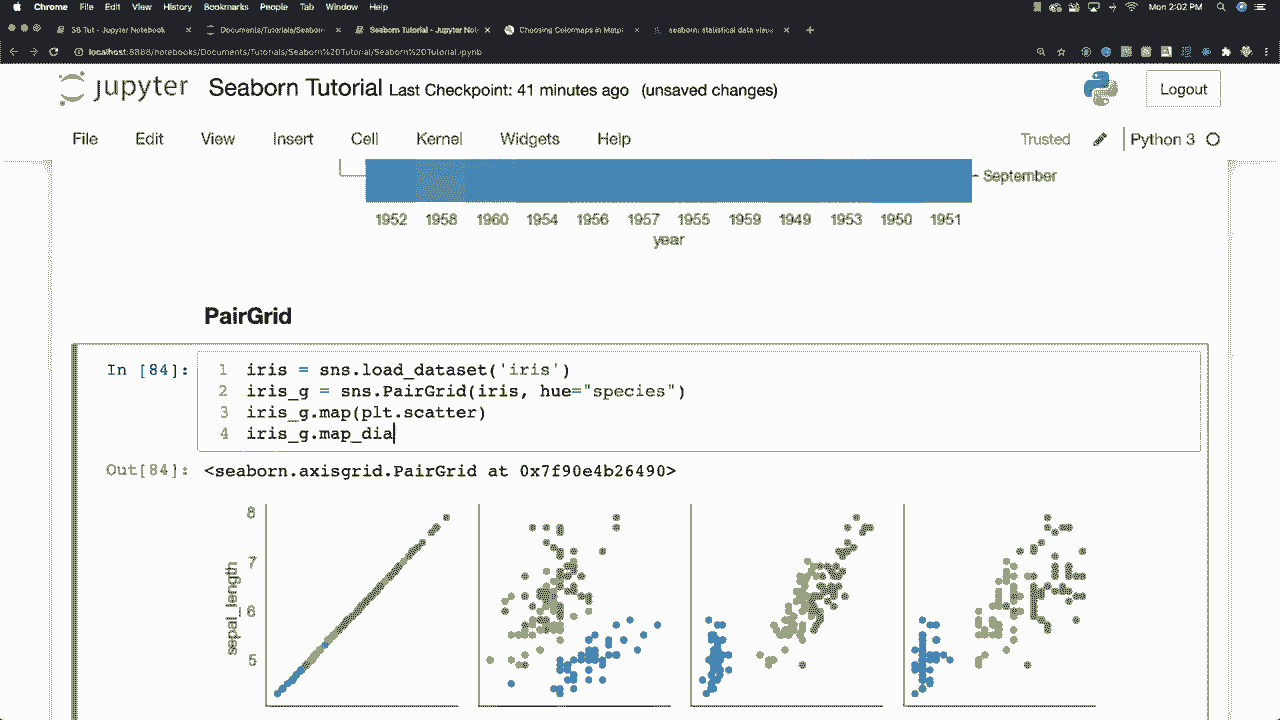 Chrome File Edit View History Bookmarks People Tab Window Help Mon 2:02 PM
SB Tut - Jupyter Notebook Documents/Tutorials/Seaborn Seaborn Tutorial - Jupyter Not Choosing Colormaps in Matpl seaborn: statistical data visua
localhost:8888/notebooks/Documents/Tutorials/Seaborn%20Tutorial/Seaborn%20Tutorial.ipynb
jupyter Seaborn Tutorial Last Checkpoint: 41 minutes ago (unsaved changes) Logout
File Edit View Insert Cell Kernel Widgets Help Trusted Python 3
September
1952 1958 1960 1954 1956 1957 1955 1959 1949 1953 1950 1951
year
PairGrid
In [84]: 1 iris = sns.load_dataset('iris')
2 iris_g = sns.PairGrid(iris, hue="species")
3 iris_g.map(plt.scatter)
4 iris_g.map_dia
Out[84]: <seaborn.axisgrid.PairGrid at 0x7f90e4b26490>
8
7
6
5
sepal_length